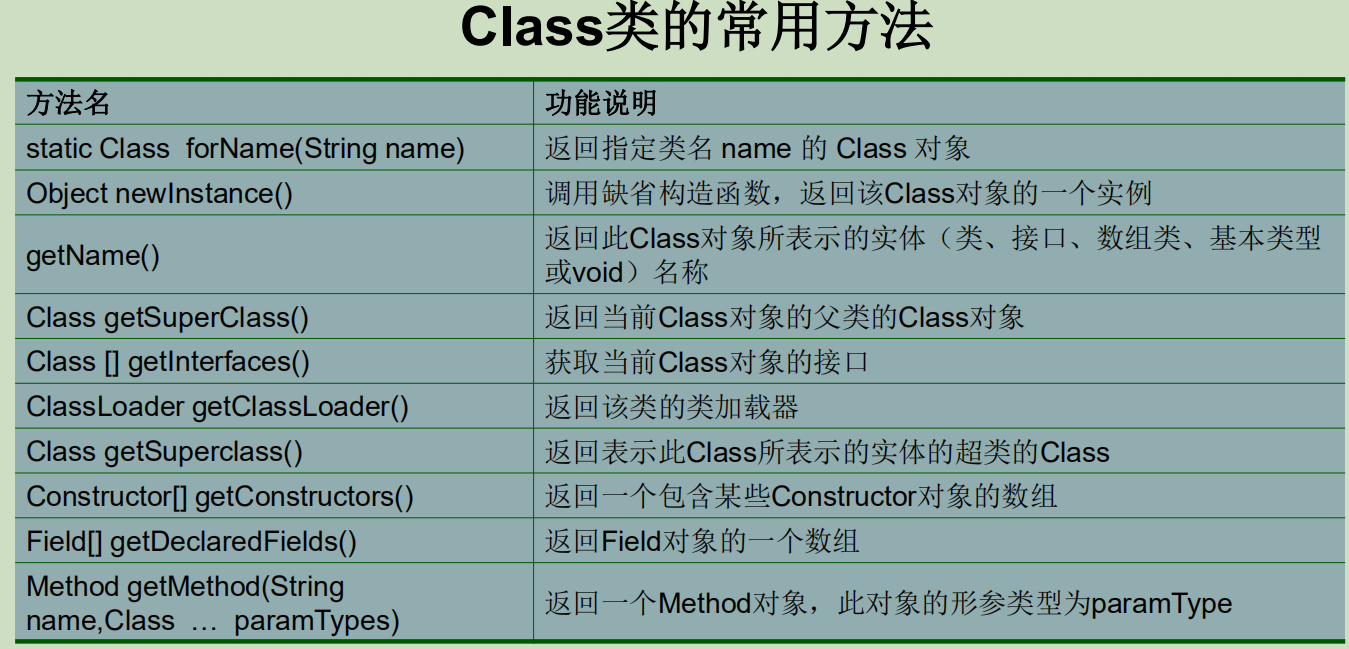 Class类的常用方法
方法名
功能说明
static Class  forName(String name)
返回指定类名 name 的 Class 对象
Object newInstance()
调用缺省构造函数，返回该Class对象的一个实例
getName()
返回此Class对象所表示的实体（类、接口、数组类、基本类型
或void）名称
Class getSuperClass()
返回当前Class对象的父类的Class对象
Class [] getInterfaces()
获取当前Class对象的接口
ClassLoader getClassLoader()
返回该类的类加载器
Class getSuperclass()
返回表示此Class所表示的实体的超类的Class
Constructor[] getConstructors()
返回一个包含某些Constructor对象的数组
Field[] getDeclaredFields()
返回Field对象的一个数组
Method getMethod(String
name,Class  …  paramTypes)
返回一个Method对象，此对象的形参类型为paramType